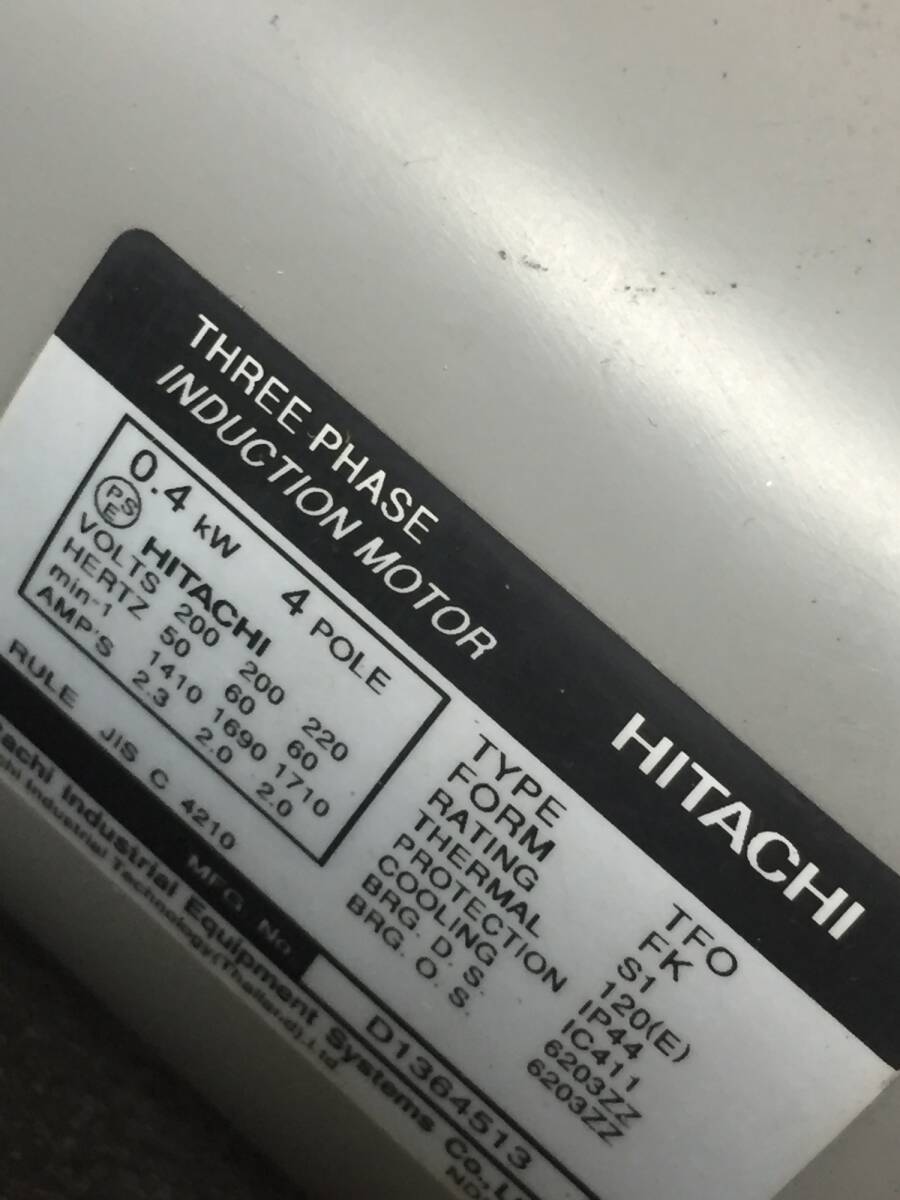 THREE-PHASE
INDUCTION MOTOR
HITACHI
0.4 kW 4 POLE
PSE HITACHI
VOLTS 200 200 220
HERTZ 50 60 60
min-1 1410 1690 1710
AMP'S 2.3 2.0 2.0
TYPE TFO
FORM FK
RATING S1
THERMAL 120(E)
PROTECTION IP44
COOLING IC411
BRG. D. S. 6203ZZ
BRG. O. S. 6203ZZ
RULE JIS C 4210
MFG. No. D1364513
Industrial Equipment Systems Co.,
Industrial Technology(Thailand),Ltd